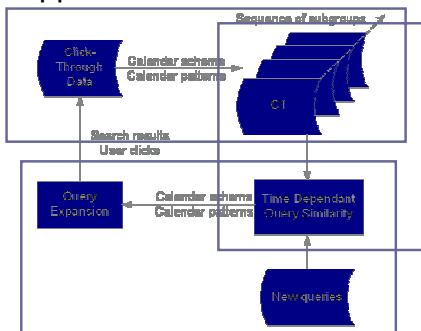 Sequence of subgroups
Click-
Through
Data
Calendar schema
Calendar patterns
CT
Search results
User clicks
Query
Expansion
Calendar schema
Calendar patterns
Time Dependant
Query Similarity
New queries